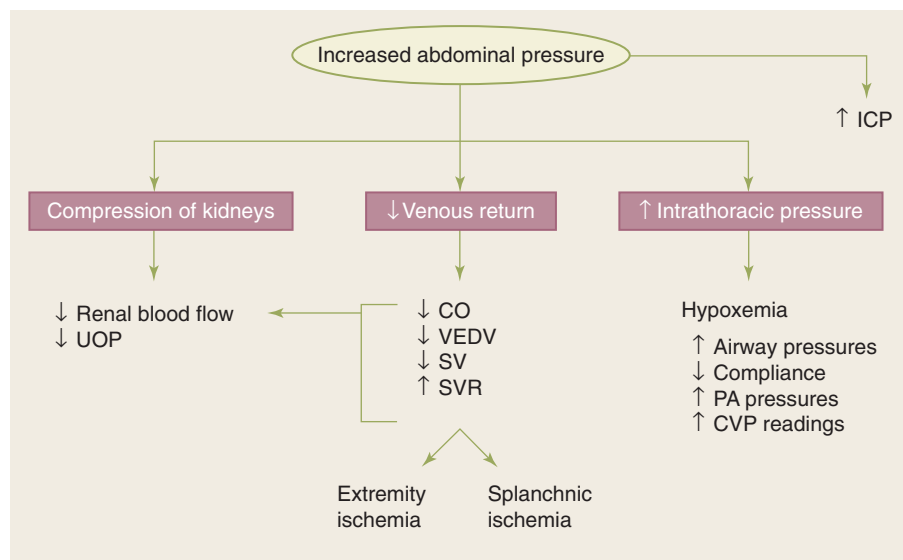 Increased abdominal pressure
↑ ICP
Compression of kidneys
↓ Venous return
↑ Intrathoracic pressure
↓ Renal blood flow
↓ UOP
↓ CO
↓ VEDV
↓ SV
↑ SVR
Hypoxemia
↑ Airway pressures
↓ Compliance
↑ PA pressures
↑ CVP readings
Extremity
ischemia
Splanchnic
ischemia